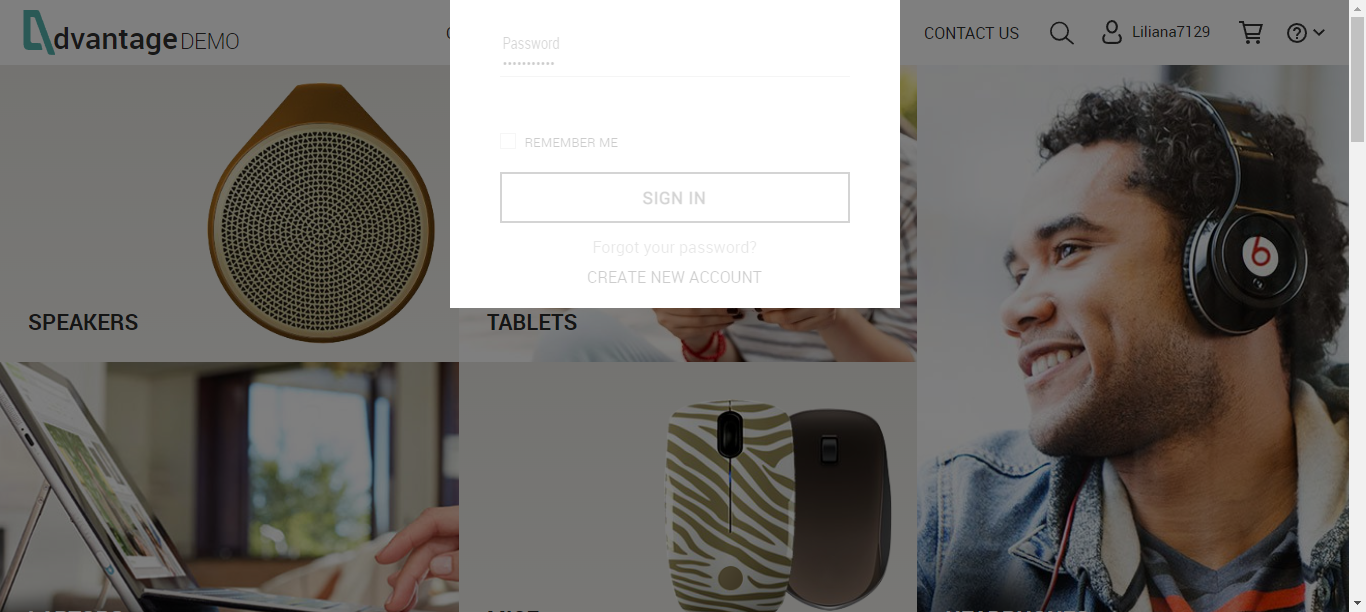 dvantage DEMO
CONTACT US
Liliana7129
Password
REMEMBER ME
SIGN IN
Forgot your password?
CREATE NEW ACCOUNT
SPEAKERS
TABLETS